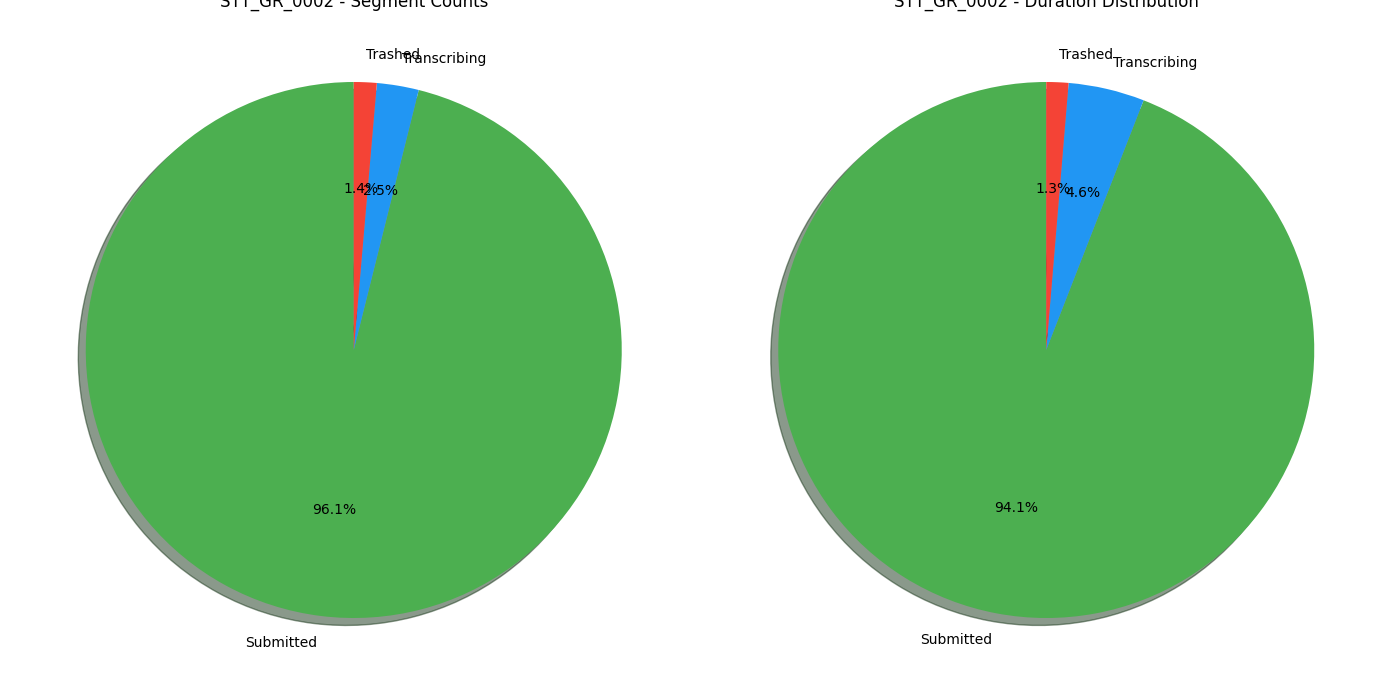 STT_GR_0002 - Segment Counts
Trashed
Transcribing
1.4%
2.5%
96.1%
Submitted
STT_GR_0002 - Duration Distribution
Trashed
Transcribing
1.3%
4.6%
94.1%
Submitted